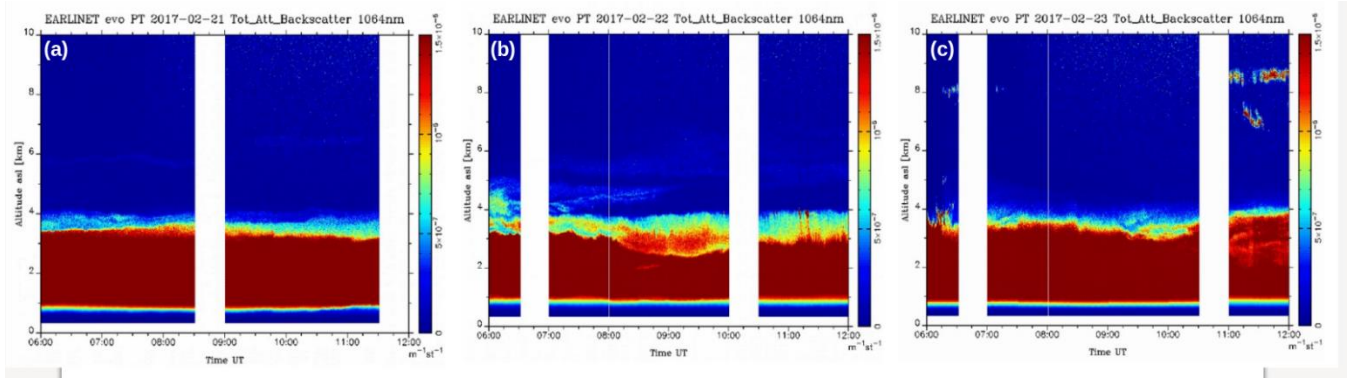 EARLINET evo PT 2017-02-21 Tot_Att_Backscatter 1064nm
(a)
Altitude asl [km]
10
8
6
4
2
0
06:00 07:00 08:00 09:00 10:00 11:00 12:00
Time UT
1.5×10⁻⁶
10⁻⁶
5×10⁻⁷
0
m⁻¹st⁻¹
EARLINET evo PT 2017-02-22 Tot_Att_Backscatter 1064nm
(b)
Altitude asl [km]
10
8
6
4
2
0
06:00 07:00 08:00 09:00 10:00 11:00 12:00
Time UT
1.5×10⁻⁶
10⁻⁶
5×10⁻⁷
0
m⁻¹st⁻¹
EARLINET evo PT 2017-02-23 Tot_Att_Backscatter 1064nm
(c)
Altitude asl [km]
10
8
6
4
2
0
06:00 07:00 08:00 09:00 10:00 11:00 12:00
Time UT
1.5×10⁻⁶
10⁻⁶
5×10⁻⁷
0
m⁻¹st⁻¹